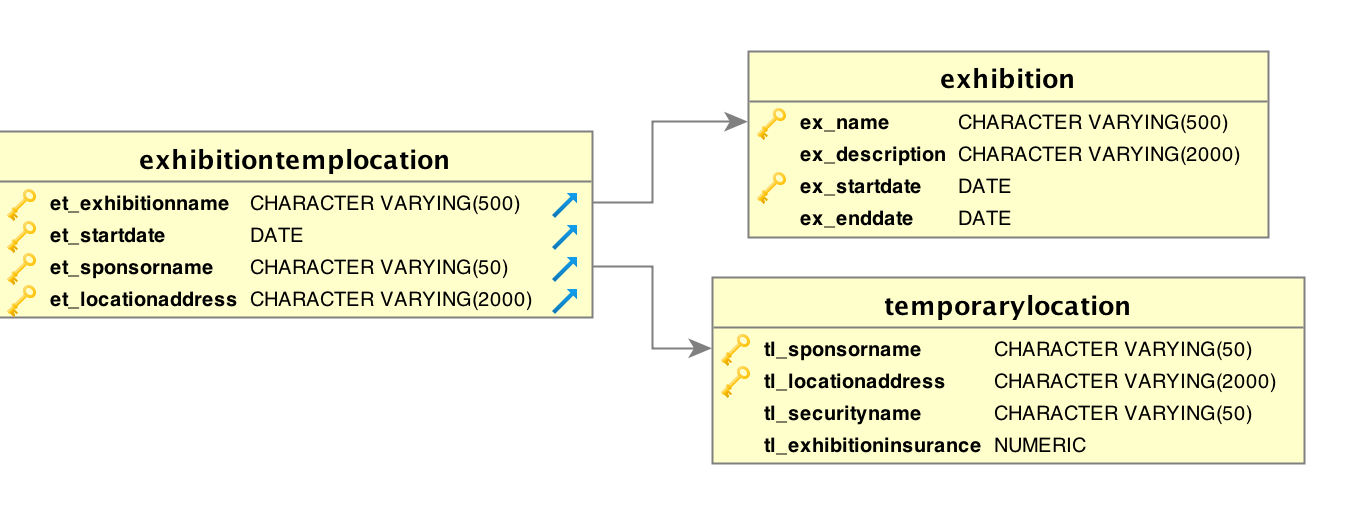 exhibition
ex_name CHARACTER VARYING(500)
ex_description CHARACTER VARYING(2000)
ex_startdate DATE
ex_enddate DATE
exhibitiontemplocation
et_exhibitionname CHARACTER VARYING(500)
et_startdate DATE
et_sponsorname CHARACTER VARYING(50)
et_locationaddress CHARACTER VARYING(2000)
temporarylocation
tl_sponsorname CHARACTER VARYING(50)
tl_locationaddress CHARACTER VARYING(2000)
tl_securityname CHARACTER VARYING(50)
tl_exhibitioninsurance NUMERIC